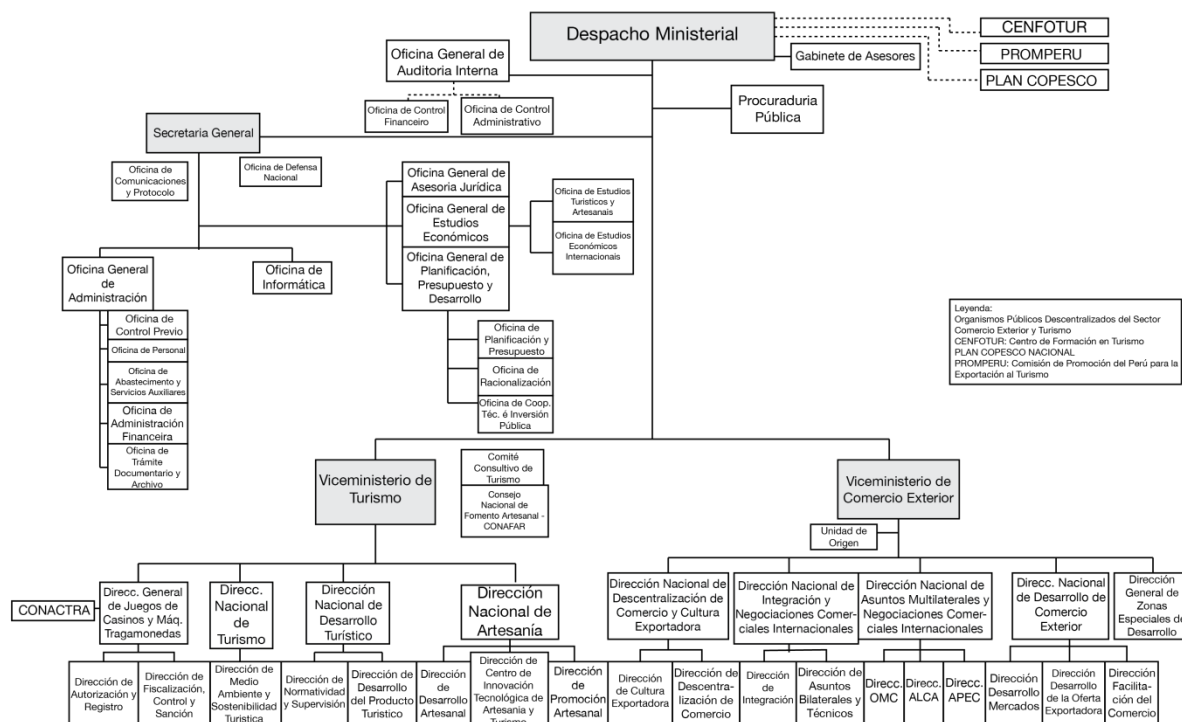 Despacho Ministerial
CENFOTUR
PROMPERU
PLAN COPESCO
Gabinete de Asesores
Oficina General de
Auditoria Interna
Oficina de Control
Financiero
Oficina de Control
Administrativo
Procuraduria
Pública
Secretaria General
Oficina de
Comunicaciones
y Protocolo
Oficina de Defensa
Nacional
Oficina General de
Asesoria Jurídica
Oficina General de
Estudios
Económicos
Oficina General de
Planificación,
Presupuesto y
Desarrollo
Oficina de Estudios
Turisticos y
Artesanais
Oficina de Estudios
Económicos
Internacionales
Oficina General
de
Administración
Oficina de
Informática
Oficina de
Control Previo
Oficina de Personal
Oficina de
Abastecimento y
Servicios Auxiliares
Oficina de
Administración
Financeira
Oficina de
Trámite
Documentario y
Archivo
Oficina de
Planificación y
Presupuesto
Oficina de
Racionalización
Oficina de Coop.
Téc. é Inversión
Pública
Leyenda:
Organismos Públicos Descentralizados del Sector
Comercio Exterior y Turismo
CENFOTUR: Centro de Formación en Turismo
PLAN COPESCO NACIONAL
PROMPERU: Comisión de Promoción del Perú para la
Exportación al Turismo
Viceministerio de
Turismo
Comité
Consultivo de
Turismo
Consejo
Nacional de
Fomento Artesanal -
CONAFAR
Viceministerio de
Comercio Exterior
Unidad de
Origen
CONACTRA
Direcc. General
de Juegos de
Casinos y Máq.
Tragamonedas
Direcc.
Nacional
de
Turismo
Dirección
Nacional de
Desarrollo
Turístico
Dirección
Nacional de
Artesanía
Dirección Nacional de
Descentralización de
Comercio y Cultura
Exportadora
Dirección Nacional de
Integración y
Negociaciones Comer-
ciales Internacionales
Dirección Nacional de
Asuntos Multilaterales y
Negociaciones Comer-
ciales Internacionales
Direcc. Nacional
de Desarrollo de
Comercio
Exterior
Dirección
General de
Zonas
Especiales de
Desarrollo
Dirección de
Autorización y
Registro
Dirección de
Fiscalización,
Control y
Sanción
Dirección de
Medio
Ambiente y
Sostenibilidad
Turistica
Dirección de
Normatividad
y Supervisión
Dirección de
Desarrollo
del Producto
Turistico
Dirección
de
Desarrollo
Artesanal
Dirección de
Centro de
Innovación
Tecnológica de
Artesania y
Turismo
Dirección
de
Promoción
Artesanal
Dirección
de Cultura
Exportadora
Dirección de
Descentra-
lización de
Comercio
Dirección
de
Integración
Dirección de
Asuntos
Bilaterales y
Técnicos
Direcc.
OMC
Direcc.
ALCA
Direcc.
APEC
Dirección
Desarrollo
Mercados
Dirección
Desarrollo
de la Oferta
Exportadora
Dirección
Facilita-
ción del
Comercio